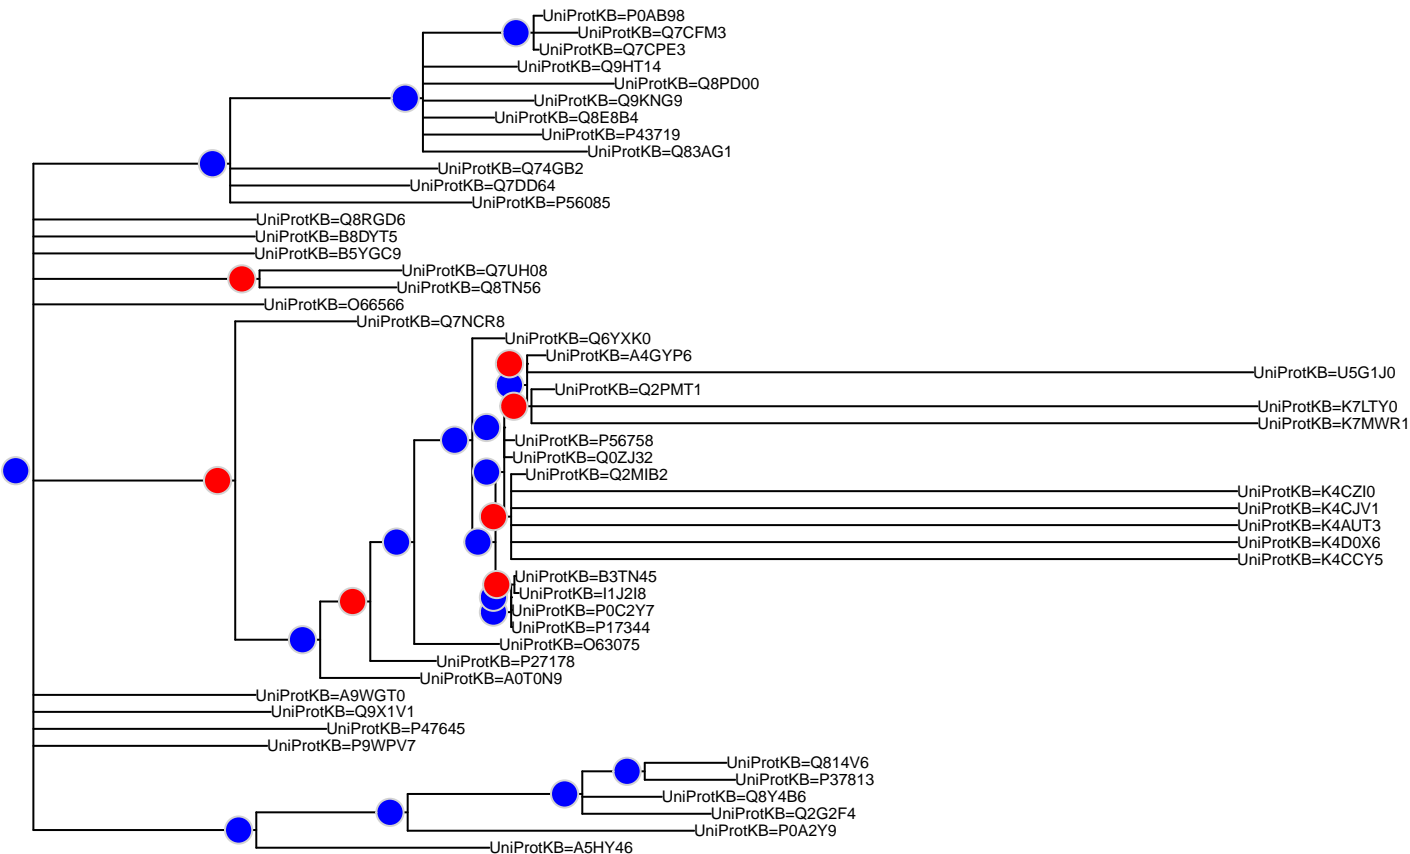 UniProtKB=P0AB98
UniProtKB=Q7CFM3
UniProtKB=Q7CPE3
UniProtKB=Q9HT14
UniProtKB=Q8PD00
UniProtKB=Q9KNG9
UniProtKB=Q8E8B4
UniProtKB=P43719
UniProtKB=Q83AG1
UniProtKB=Q74GB2
UniProtKB=Q7DD64
UniProtKB=P56085
UniProtKB=Q8RGD6
UniProtKB=B8DYT5
UniProtKB=B5YGC9
UniProtKB=Q7UH08
UniProtKB=Q8TN56
UniProtKB=O66566
UniProtKB=Q7NCR8
UniProtKB=Q6YXK0
UniProtKB=A4GYP6
UniProtKB=U5G1J0
UniProtKB=Q2PMT1
UniProtKB=K7LTY0
UniProtKB=K7MWR1
UniProtKB=P56758
UniProtKB=Q0ZJ32
UniProtKB=Q2MIB2
UniProtKB=K4CZI0
UniProtKB=K4CJV1
UniProtKB=K4AUT3
UniProtKB=K4D0X6
UniProtKB=K4CCY5
UniProtKB=B3TN45
UniProtKB=I1J2I8
UniProtKB=P0C2Y7
UniProtKB=P17344
UniProtKB=O63075
UniProtKB=P27178
UniProtKB=A0T0N9
UniProtKB=A9WGT0
UniProtKB=Q9X1V1
UniProtKB=P47645
UniProtKB=P9WPV7
UniProtKB=Q814V6
UniProtKB=P37813
UniProtKB=Q8Y4B6
UniProtKB=Q2G2F4
UniProtKB=P0A2Y9
UniProtKB=A5HY46